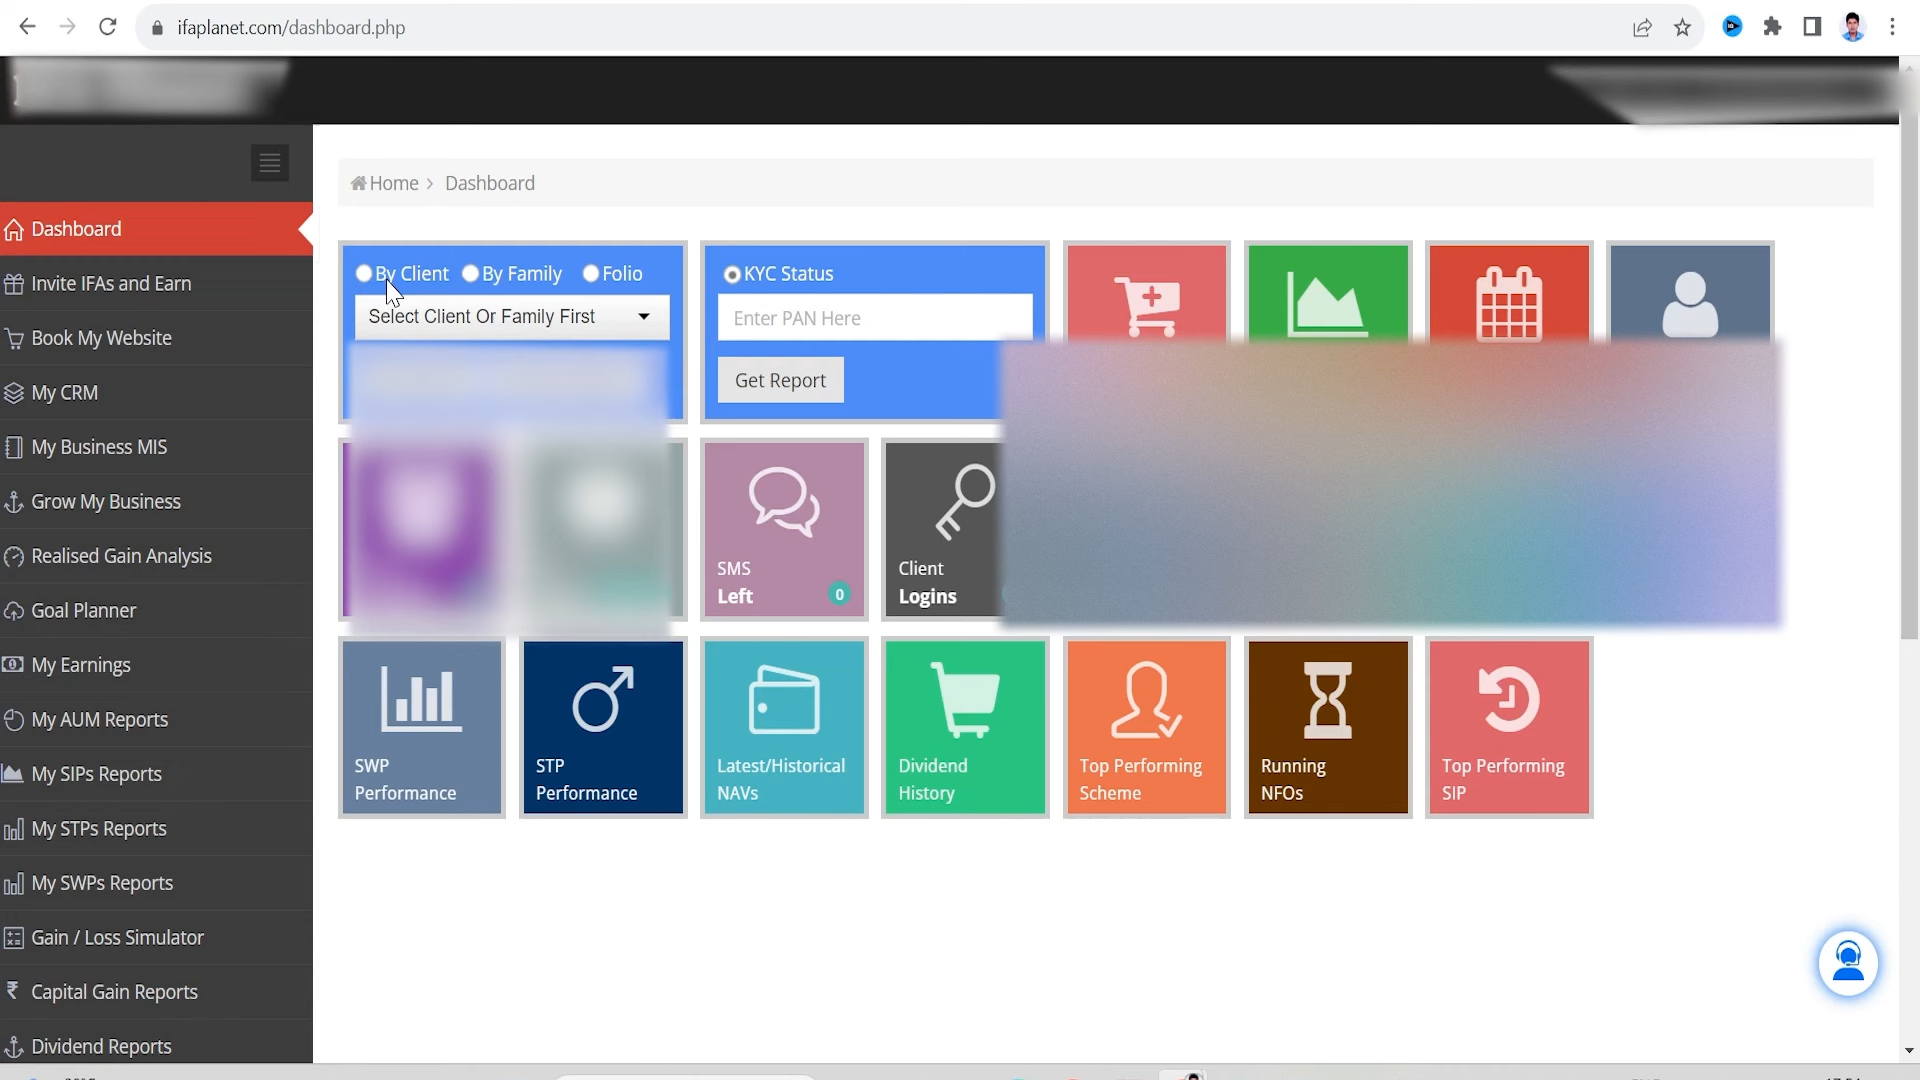 ifaplanet.com/dashboard.php
Home > Dashboard
Dashboard
Invite IFAs and Earn
Book My Website
My CRM
My Business MIS
Grow My Business
Realised Gain Analysis
Goal Planner
My Earnings
My AUM Reports
My SIPs Reports
My STPs Reports
My SWPs Reports
Gain / Loss Simulator
Capital Gain Reports
Dividend Reports
By Client By Family Folio
Select Client Or Family First
KYC Status
Enter PAN Here
Get Report
SMS
Left 0
Client
Logins
SWP
Performance
STP
Performance
Latest/Historical
NAVs
Dividend
History
Top Performing
Scheme
Running
NFOs
Top Performing
SIP